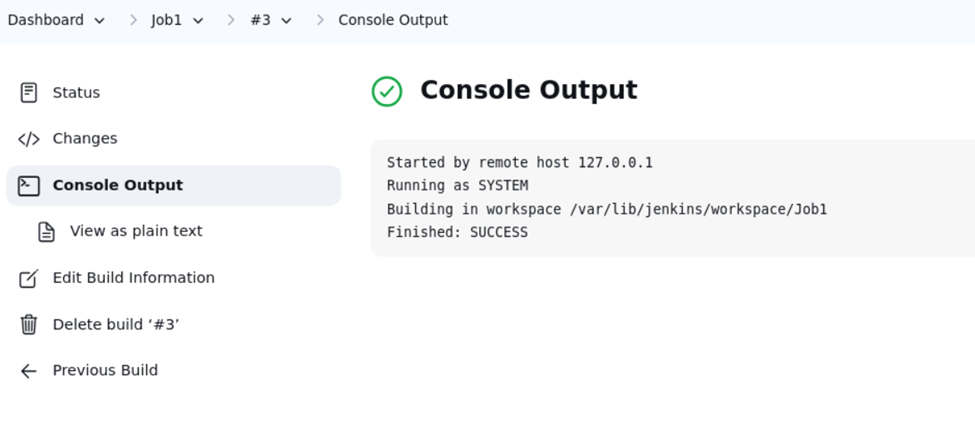 Dashboard Job1 #3 Console Output
Status
Changes
Console Output
View as plain text
Edit Build Information
Delete build ‘#3’
Previous Build
Console Output
Started by remote host 127.0.0.1
Running as SYSTEM
Building in workspace /var/lib/jenkins/workspace/Job1
Finished: SUCCESS